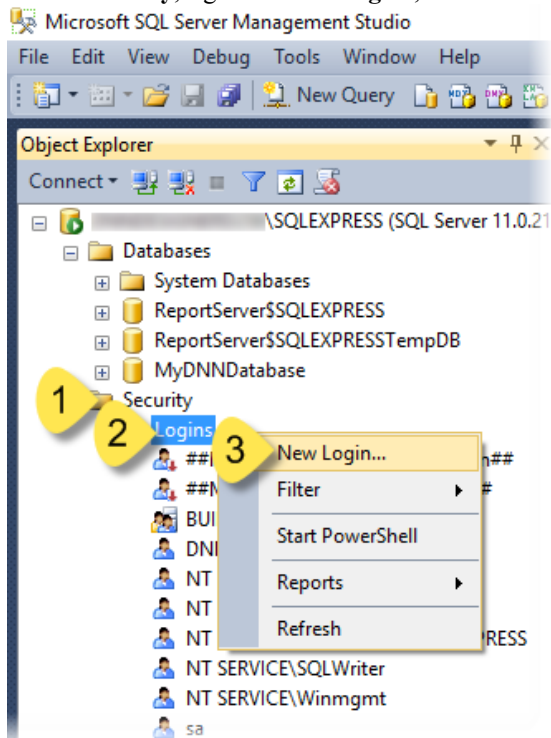 Microsoft SQL Server Management Studio
File Edit View Debug Tools Window Help
New Query
Object Explorer
Connect
\SQLEXPRESS (SQL Server 11.0.21
Databases
System Databases
ReportServer$SQLEXPRESS
ReportServer$SQLEXPRESSTempDB
MyDNNDatabase
1 Security
2 Logins
3 New Login...
Filter
Start PowerShell
Reports
Refresh
NT SERVICE\SQLWriter
NT SERVICE\Winmgmt
sa